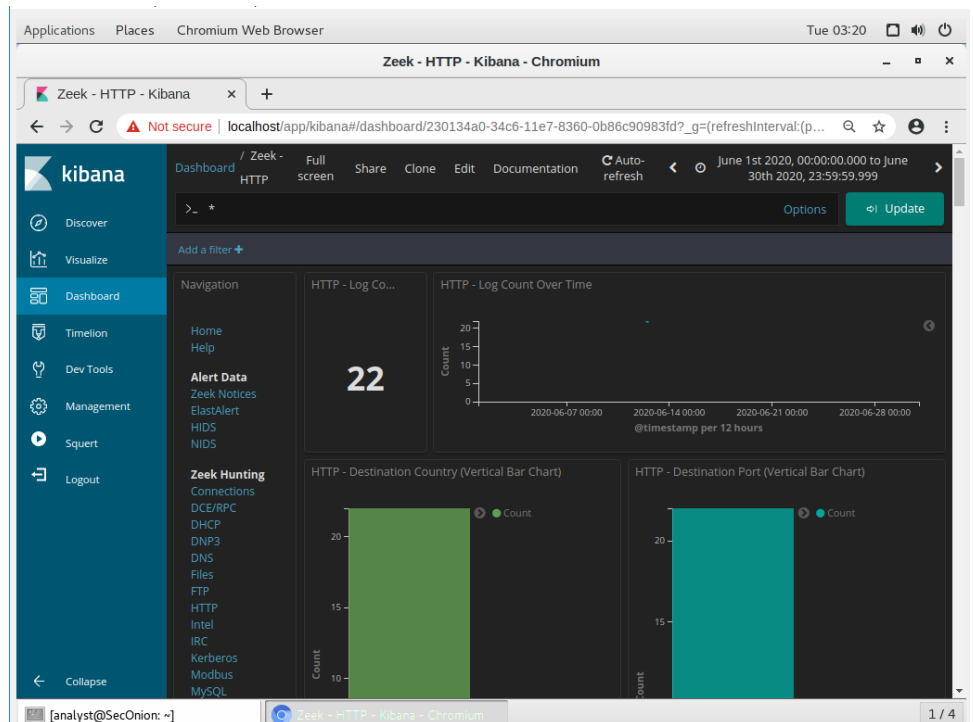 Applications Places Chromium Web Browser Tue 03:20
Zeek - HTTP - Kibana - Chromium
Zeek - HTTP - Kibana × +
Not secure | localhost/app/kibana#/dashboard/230134a0-34c6-11e7-8360-0b86c90983fd?_g=(refreshInterval:(p...
kibana
Discover
Visualize
Dashboard
Timelion
Dev Tools
Management
Squert
Logout
Collapse
Dashboard / Zeek - HTTP
Full screen
Share Clone Edit Documentation
Auto-refresh
June 1st 2020, 00:00:00.000 to June
30th 2020, 23:59:59.999
>_ *
Options
Update
Add a filter +
Navigation
Home
Help
Alert Data
Zeek Notices
ElastAlert
HIDS
NIDS
Zeek Hunting
Connections
DCE/RPC
DHCP
DNP3
DNS
Files
FTP
HTTP
Intel
IRC
Kerberos
Modbus
MySQL
HTTP - Log Co...
22
HTTP - Log Count Over Time
Count
20
15
10
5
0
2020-06-07 00:00 2020-06-14 00:00 2020-06-21 00:00 2020-06-28 00:00
@timestamp per 12 hours
HTTP - Destination Country (Vertical Bar Chart)
Count
20
15
10
Count
HTTP - Destination Port (Vertical Bar Chart)
Count
20
15
Count
[analyst@SecOnion: ~]
Zeek - HTTP - Kibana - Chromium
1 / 4